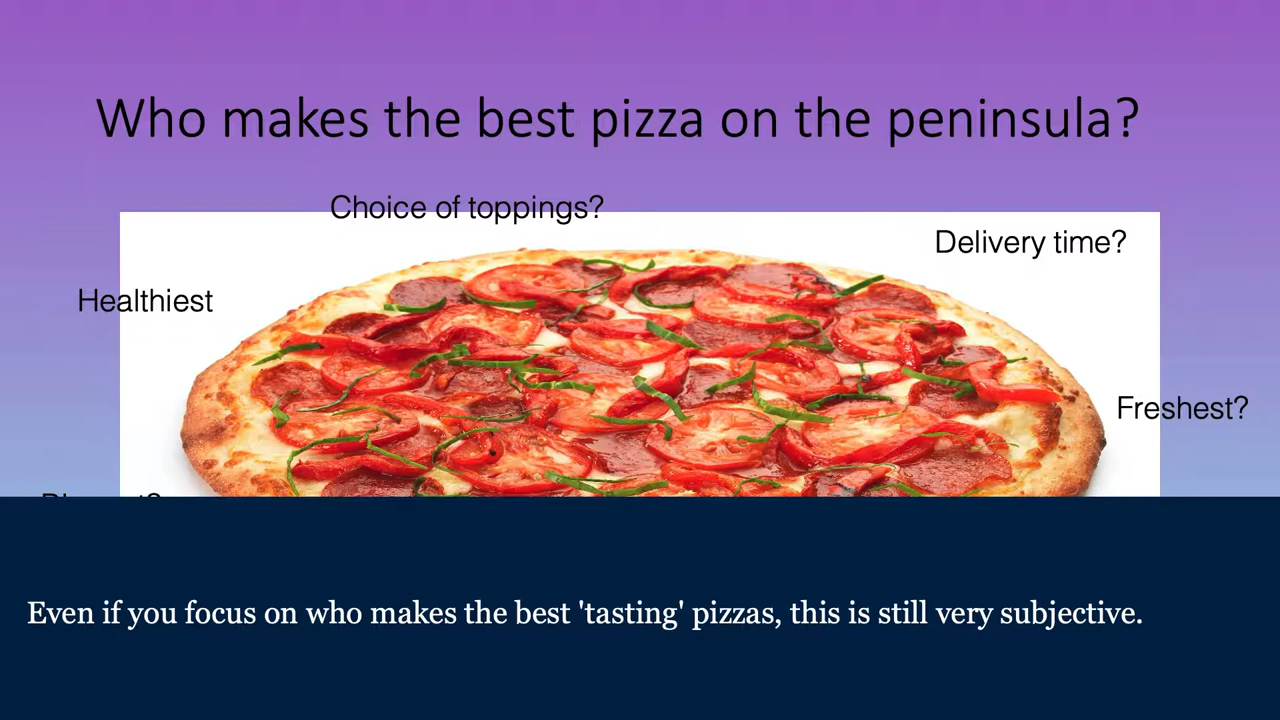 Who makes the best pizza on the peninsula?
Choice of toppings?
Delivery time?
Healthiest
Freshest?
Even if you focus on who makes the best 'tasting' pizzas, this is still very subjective.